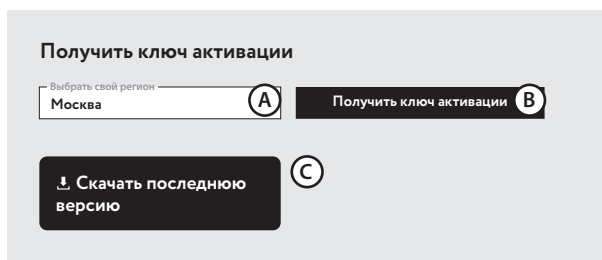 Получить ключ активации
Выбрать свой регион
Москва
A
Получить ключ активации
B
Скачать последнюю
версию
C